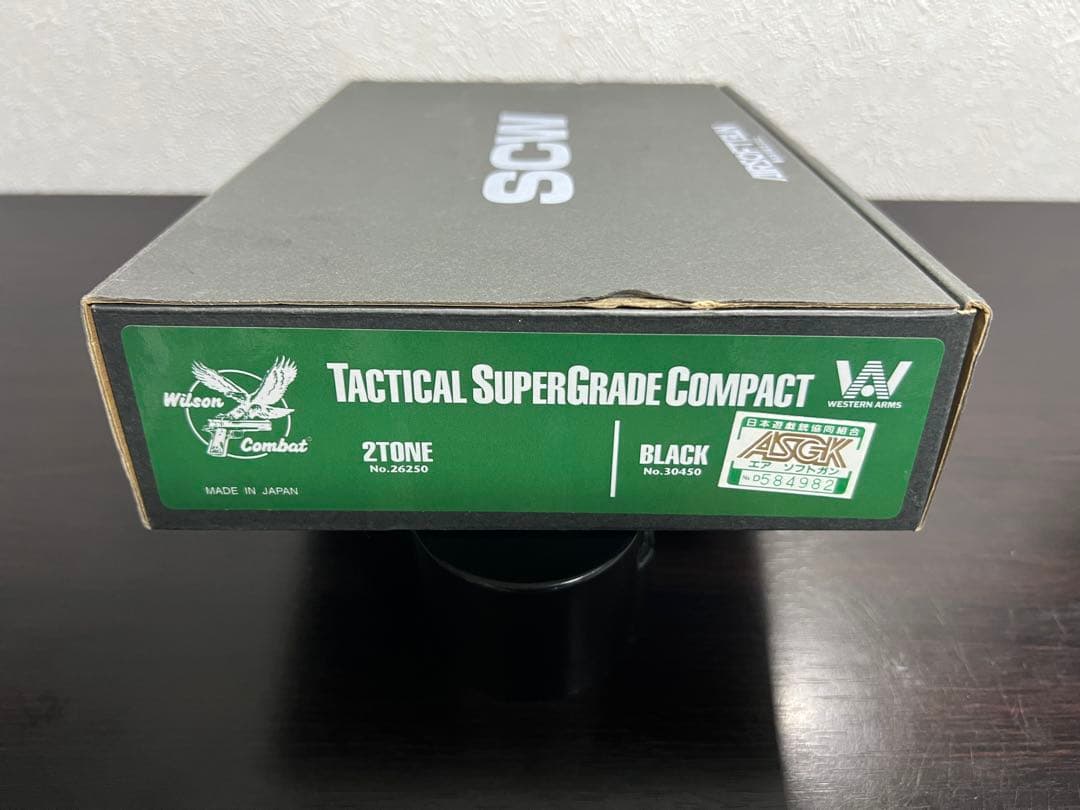 SCW
Wilson
Combat
TACTICAL SUPERGRADE COMPACT
WESTERN ARMS
2TONE
No.26250
BLACK
No.30450
MADE IN JAPAN
日本遊戯銃協同組合
ASGK
エアーソフトガン
No D584982